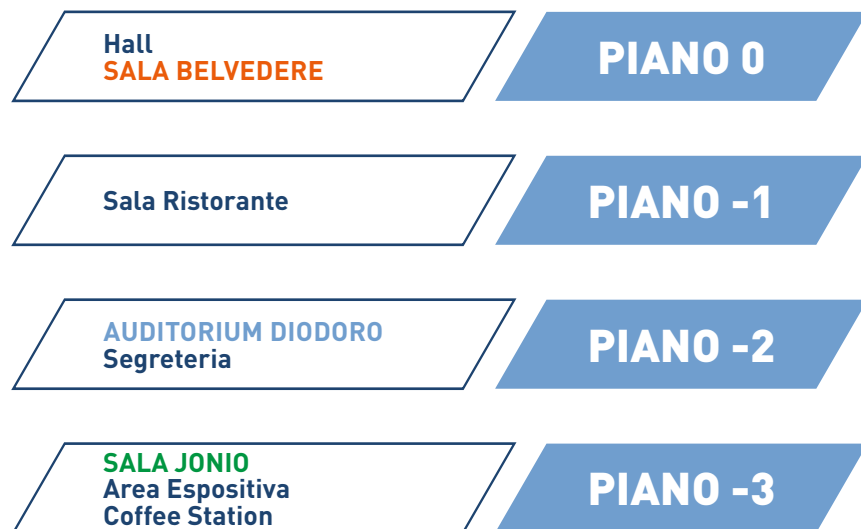 Hall
SALA BELVEDERE
PIANO 0
Sala Ristorante
PIANO -1
AUDITORIUM DIODORO
Segreteria
PIANO -2
SALA JONIO
Area Espositiva
Coffee Station
PIANO -3